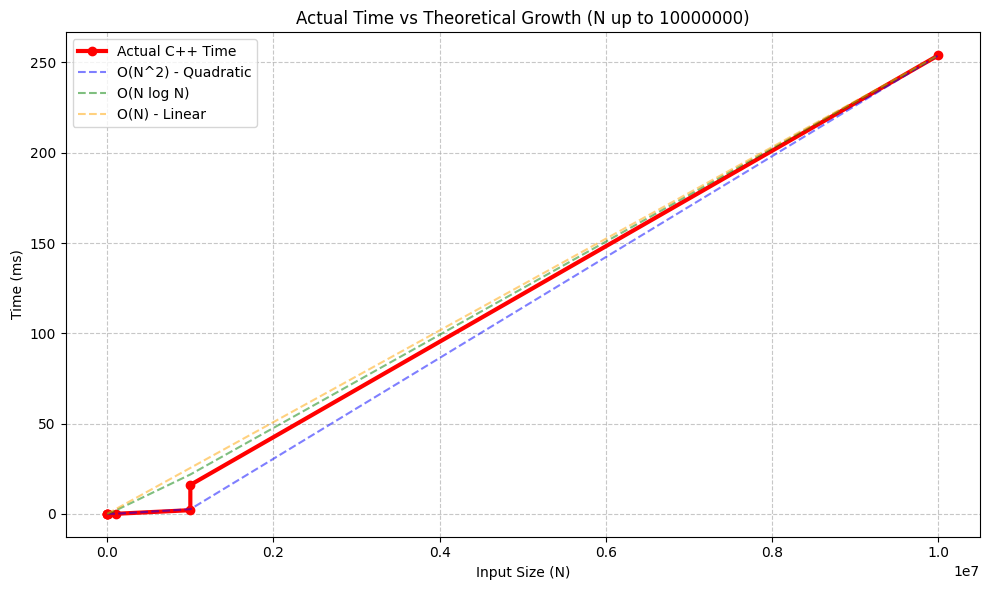 Actual Time vs Theoretical Growth (N up to 10000000)
Actual C++ Time
O(N^2) - Quadratic
O(N log N)
O(N) - Linear
Time (ms)
250
200
150
100
50
0
0.0 0.2 0.4 0.6 0.8 1.0
1e7
Input Size (N)